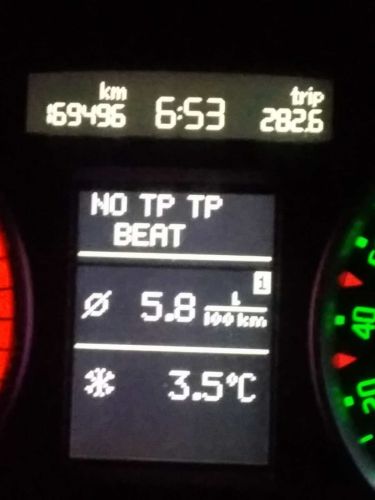 km trip
169496 6:53 282.6
NO TP TP
BEAT
1
Ø 5.8 L/100 km
3.5°C
40
20